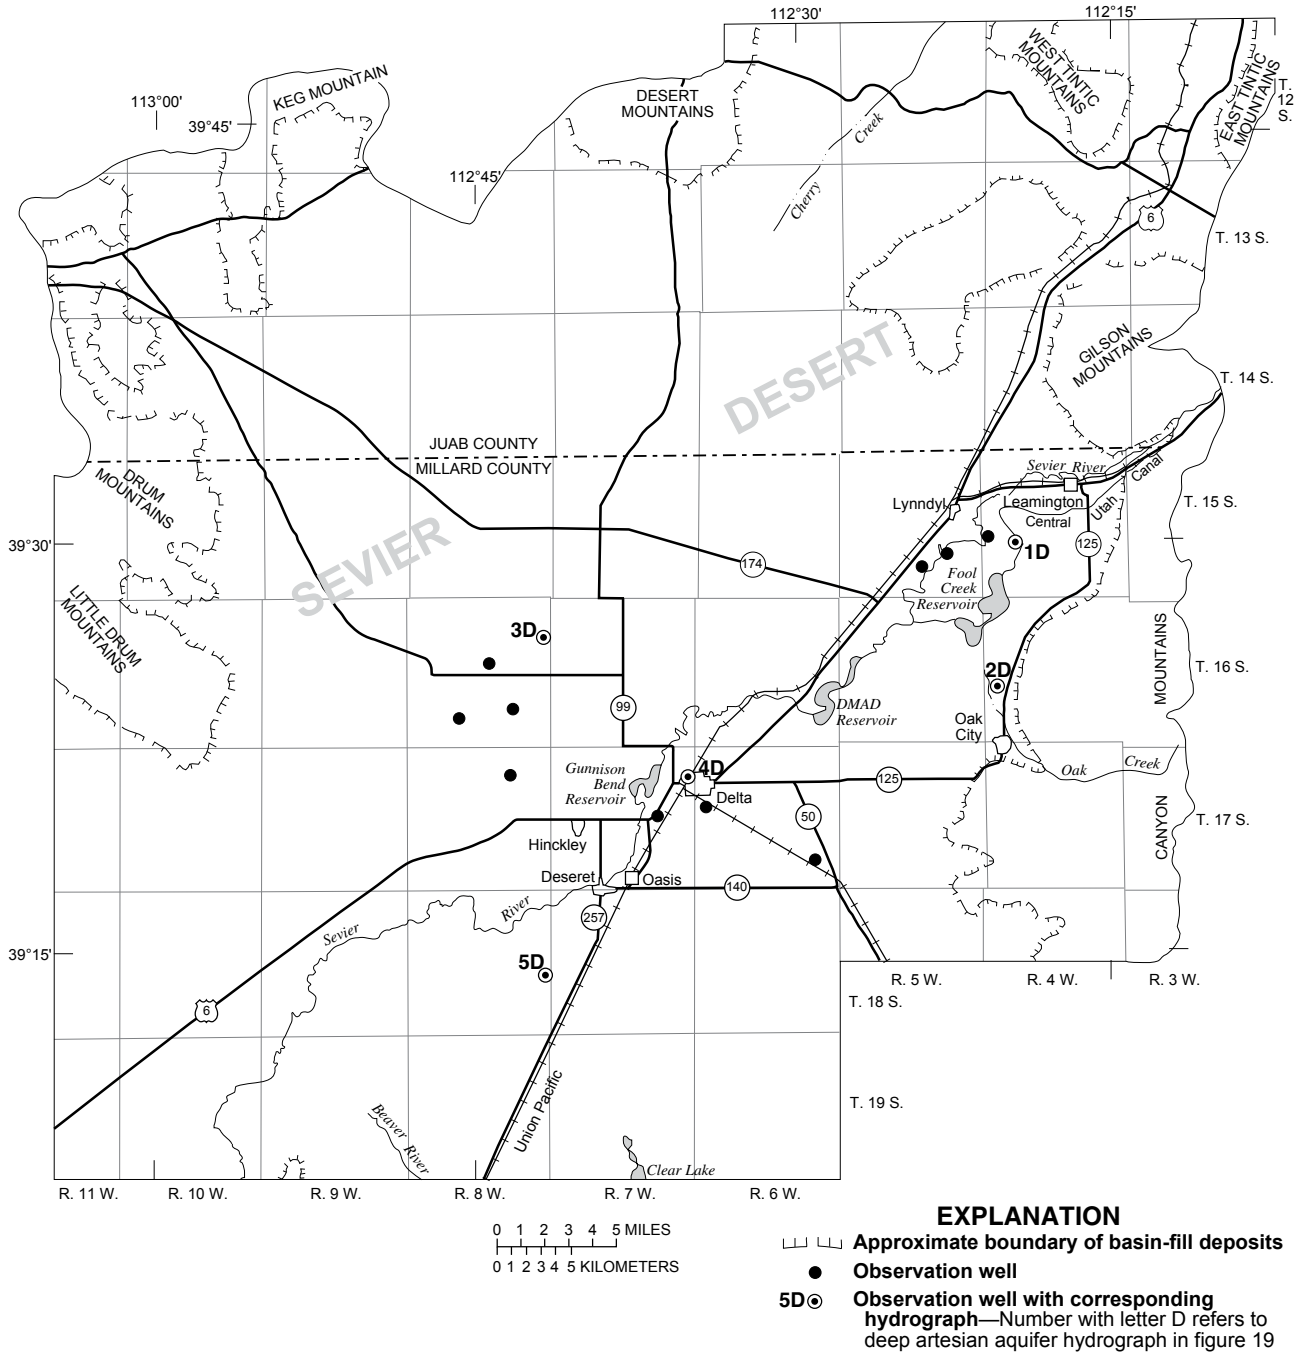 112°30'
112°15'
WEST TINTIC
MOUNTAINS
EAST TINTIC
MOUNTAINS
T.
12
S.
KEG MOUNTAIN
113°00'
39°45'
DESERT
MOUNTAINS
Cherry
Creek
112°45'
6
T. 13 S.
GILSON
MOUNTAINS
T. 14 S.
DESERT
JUAB COUNTY
MILLARD COUNTY
DRUM
MOUNTAINS
Sevier River
Canal
Lynndyl
Leamington
Utah
T. 15 S.
Central
SEVIER
39°30'
1D
125
174
Fool
Creek
Reservoir
LITTLE DRUM
MOUNTAINS
3D
MOUNTAINS
T. 16 S.
2D
99
DMAD
Reservoir
Oak
City
Oak
Creek
Gunnison
Bend
Reservoir
4D
125
Delta
50
CANYON
T. 17 S.
Hinckley
Deseret
Oasis
140
River
257
Sevier
39°15'
5D
R. 5 W.
R. 4 W.
R. 3 W.
6
T. 18 S.
Union Pacific
T. 19 S.
Beaver
River
Clear Lake
R. 11 W.
R. 10 W.
R. 9 W.
R. 8 W.
R. 7 W.
R. 6 W.
0 1 2 3 4 5 MILES
0 1 2 3 4 5 KILOMETERS
EXPLANATION
Approximate boundary of basin-fill deposits
Observation well
5D Observation well with corresponding
hydrograph—Number with letter D refers to
deep artesian aquifer hydrograph in figure 19